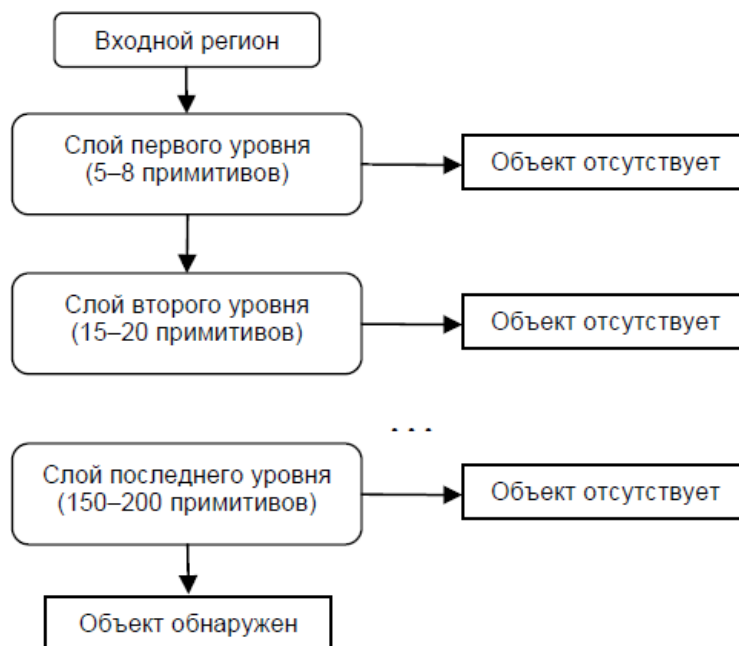 Входной регион
Слой первого уровня
(5–8 примитивов)
Объект отсутствует
Слой второго уровня
(15–20 примитивов)
Объект отсутствует
...
Слой последнего уровня
(150–200 примитивов)
Объект отсутствует
Объект обнаружен